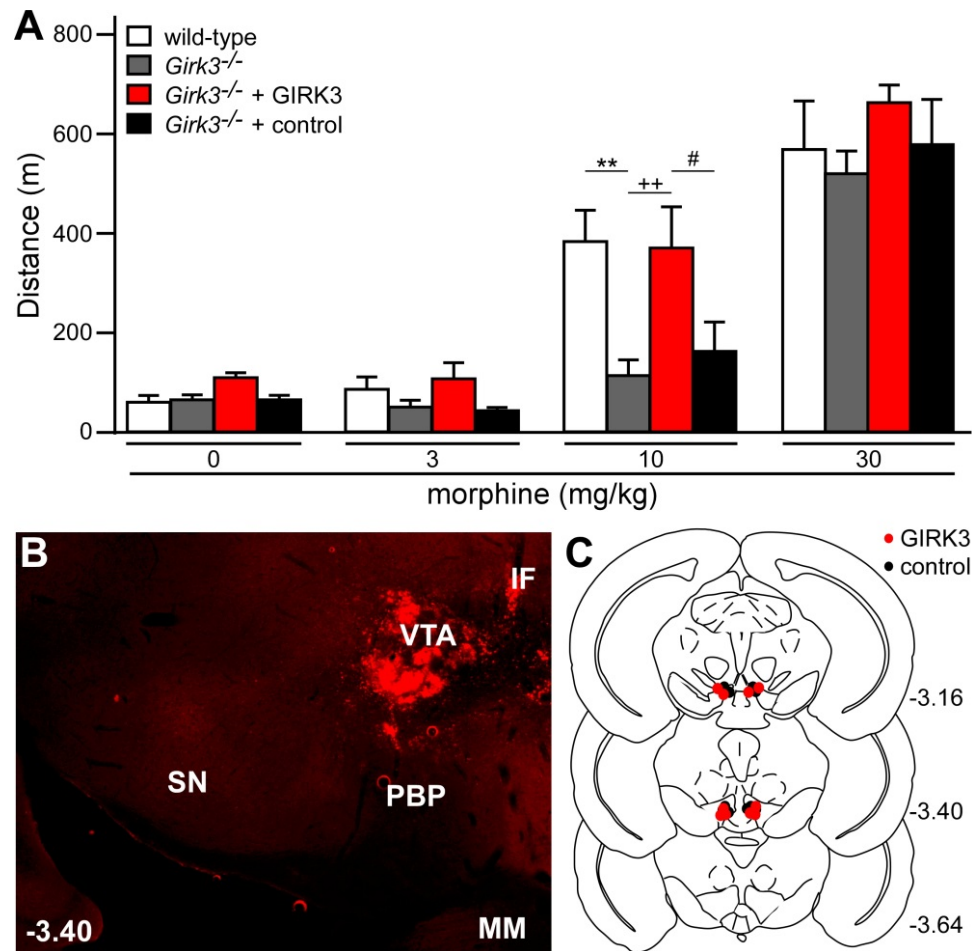 A
800
600
400
200
0
Distance (m)
wild-type
Girk3-/-
Girk3-/- + GIRK3
Girk3-/- + control
**
++
#
0 3 10 30
morphine (mg/kg)
B
IF
VTA
SN
PBP
-3.40
MM
C
GIRK3
control
-3.16
-3.40
-3.64